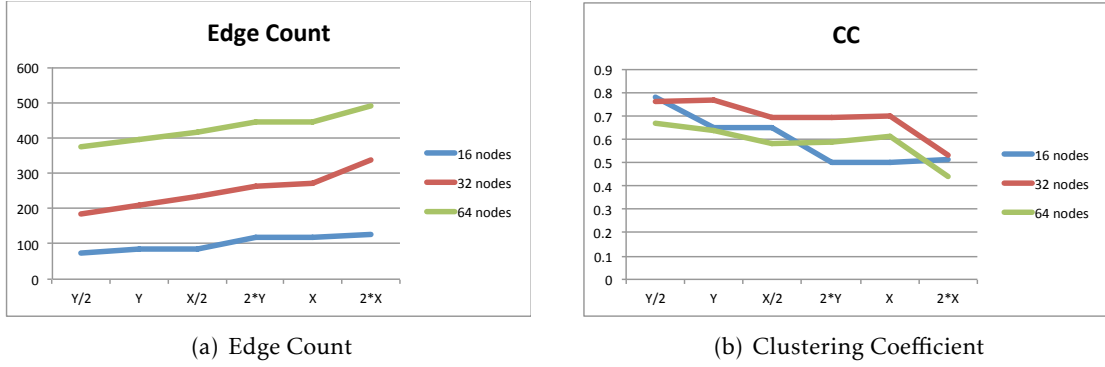 Edge Count
600
500
400
300
200
100
0
Y/2 Y X/2 2*Y X 2*X
16 nodes
32 nodes
64 nodes
(a) Edge Count
CC
0.9
0.8
0.7
0.6
0.5
0.4
0.3
0.2
0.1
0
Y/2 Y X/2 2*Y X 2*X
16 nodes
32 nodes
64 nodes
(b) Clustering Coefficient